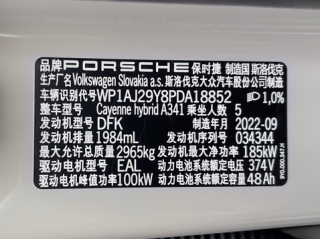 品牌 PORSCHE 保时捷 制造国 斯洛伐克
生产厂名 Volkswagen Slovakia a.s. 斯洛伐克大众汽车股份公司制造
车辆识别代号 WP1AJ29Y8PDA18852 1,0%
整车型号 Cayenne hybrid A341 乘坐人数 5
发动机型号 DFK 制造年月 2022-09
发动机排量 1984mL 发动机号 034344
最大允许总质量 2965kg 发动机最大净功率 185kW
驱动电机型号 EAL 动力电池系统额定电压 374V
驱动电机峰值功率 100kW 动力电池系统额定容量 48Ah